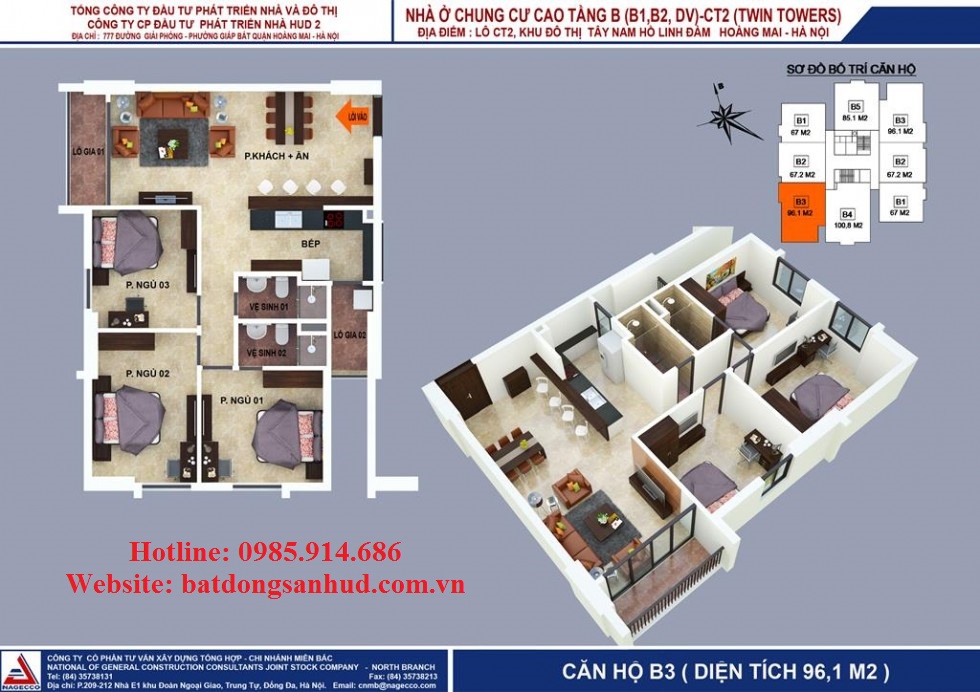 TỔNG CÔNG TY ĐẦU TƯ PHÁT TRIỂN NHÀ VÀ ĐÔ THỊ
CÔNG TY CP ĐẦU TƯ PHÁT TRIỂN NHÀ HUD 2
ĐỊA CHỈ : 777 ĐƯỜNG GIẢI PHÓNG - PHƯỜNG GIÁP BÁT QUẬN HOÀNG MAI - HÀ NỘI
NHÀ Ở CHUNG CƯ CAO TẦNG B (B1,B2, DV)-CT2 (TWIN TOWERS)
ĐỊA ĐIỂM : LÔ CT2, KHU ĐÔ THỊ TÂY NAM HỒ LINH ĐÀM HOÀNG MAI - HÀ NỘI
SƠ ĐỒ BỐ TRÍ CĂN HỘ
B
B5
85.1 M2
B1
67 M2
B3
96.1 M2
B2
67.2 M2
B2
67.2 M2
B3
96.1 M2
B4
100,8 M2
B1
67 M2
LÔ GIA 01
LỐI VÀO
P.KHÁCH + ĂN
BẾP
P. NGỦ 03
VỆ SINH 01
LÔ GIA 02
VỆ SINH 02
P. NGỦ 02
P. NGỦ 01
Hotline: 0985.914.686
Website: batdongsanhud.com.vn
NAGECCO
CÔNG TY CỔ PHẦN TƯ VẤN XÂY DỰNG TỔNG HỢP - CHI NHÁNH MIỀN BẮC
NATIONAL OF GENERAL CONSTRUCTION CONSULTANTS JOINT STOCK COMPANY - NORTH BRANCH
Tel: (84) 35738131 Fax: (84) 35738213
Địa chỉ: P.209-212 Nhà E1 khu Đoàn Ngoại Giao, Trung Tự, Đống Đa, Hà Nội. Email: cnmb@nagecco.com
CĂN HỘ B3 ( DIỆN TÍCH 96,1 M2 )